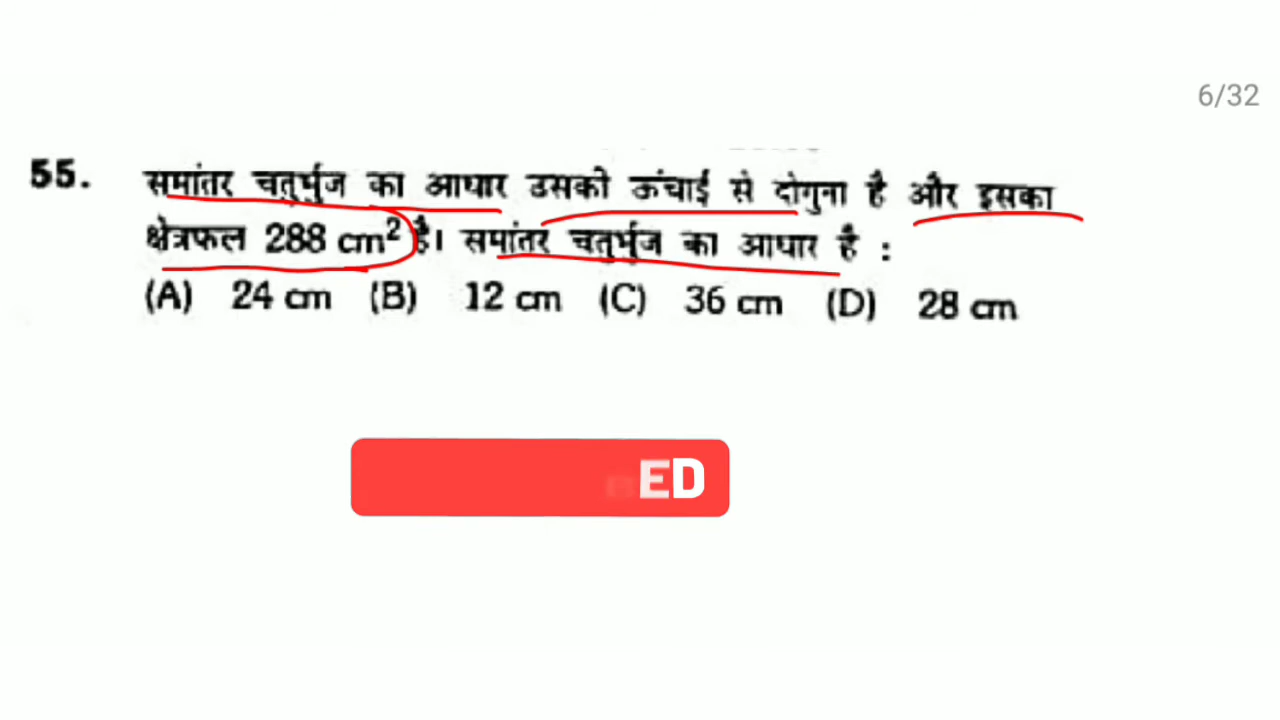 6/32
55. समांतर चतुर्भुज का आधार उसको ऊंचाई से दोगुना है और इसका
क्षेत्रफल 288 cm² है। समांतर चतुर्भुज का आधार है :
(A) 24 cm (B) 12 cm (C) 36 cm (D) 28 cm
ED